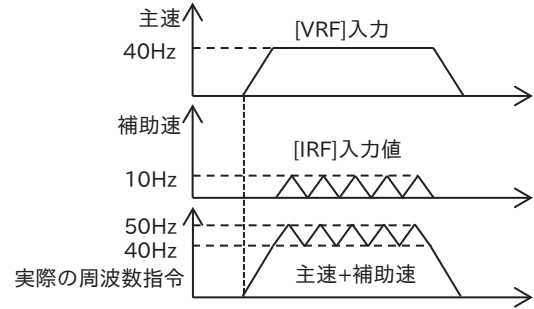 主速
[VRF]入力
40Hz
補助速
[IRF]入力値
10Hz
50Hz
40Hz
実際の周波数指令
主速+補助速